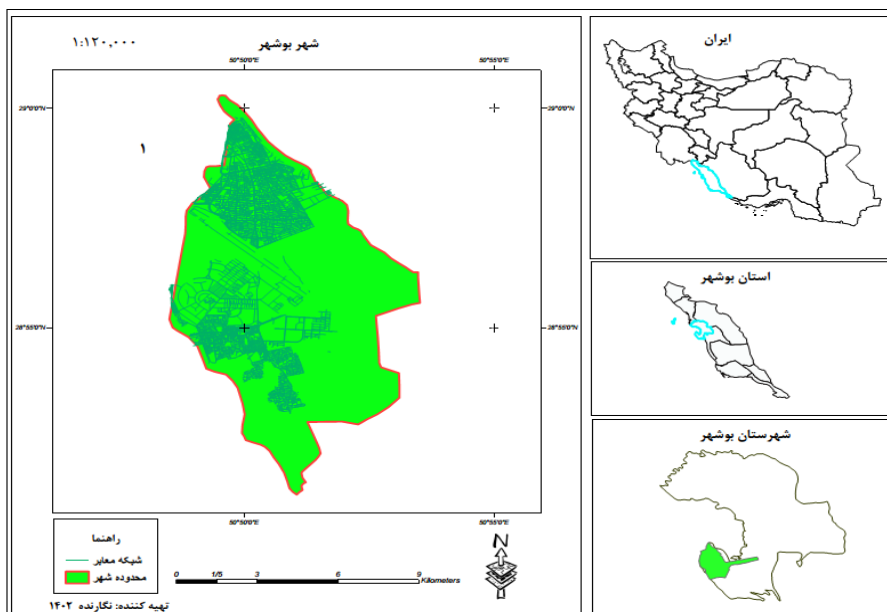 ۱:۱۲۰,۰۰۰
شهر بوشهر
50°50'0"E
50°55'0"E
29°0'0"N
29°0'0"N
۱
28°55'0"N
28°55'0"N
50°50'0"E
50°55'0"E
راهنما
شبکه معابر
محدوده شهر
0 1/5 3 6 9
Kilometers
N
تهیه کننده: نگارنده ۱۴۰۲
ایران
استان بوشهر
شهرستان بوشهر